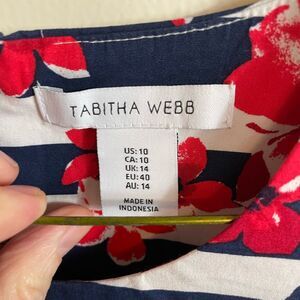 TABITHA WEBB
US: 10
CA: 10
UK: 14
EU: 40
AU: 14
MADE IN
INDONESIA